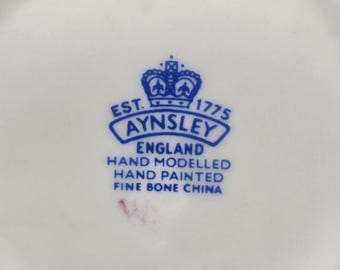 EST. 1775
AYNSLEY
ENGLAND
HAND MODELLED
HAND PAINTED
FINE BONE CHINA